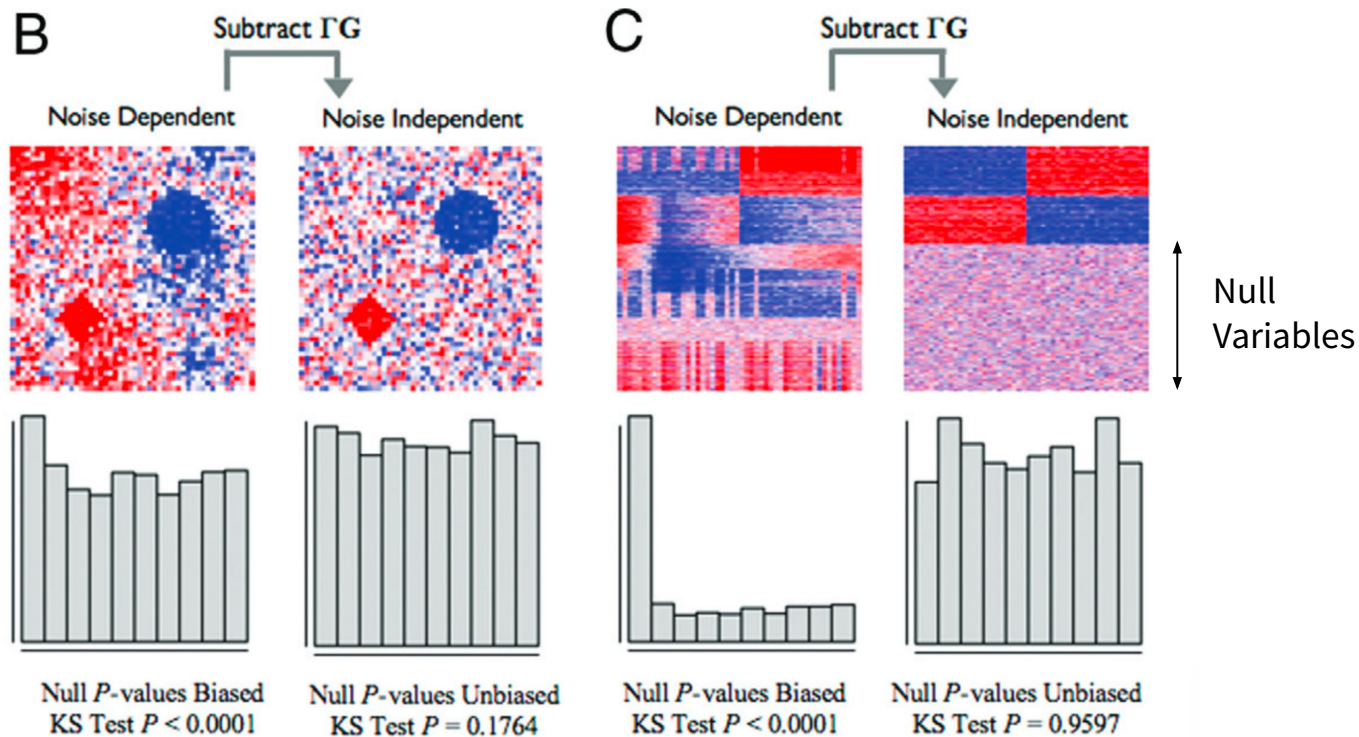 B
Subtract ΓG
Noise Dependent
Noise Independent
Null P-values Biased
KS Test P < 0.0001
Null P-values Unbiased
KS Test P = 0.1764
C
Subtract ΓG
Noise Dependent
Noise Independent
Null
Variables
Null P-values Biased
KS Test P < 0.0001
Null P-values Unbiased
KS Test P = 0.9597